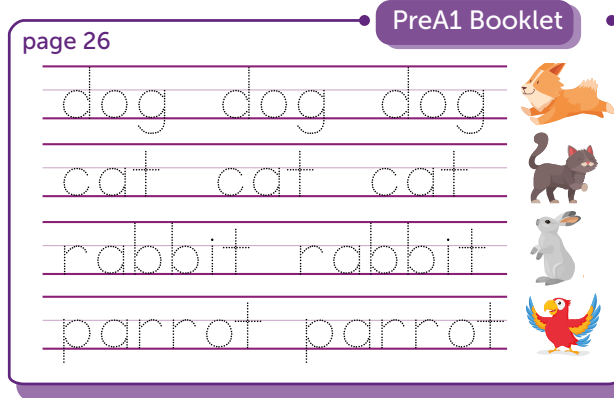 PreA1 Booklet
page 26
dog dog dog
cat cat cat
rabbit rabbit
parrot parrot